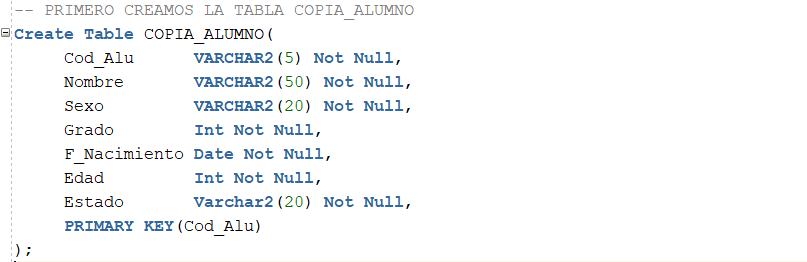 -- PRIMERO CREAMOS LA TABLA COPIA_ALUMNO
Create Table COPIA_ALUMNO(
Cod_Alu VARCHAR2(5) Not Null,
Nombre VARCHAR2(50) Not Null,
Sexo VARCHAR2(20) Not Null,
Grado Int Not Null,
F_Nacimiento Date Not Null,
Edad Int Not Null,
Estado Varchar2(20) Not Null,
PRIMARY KEY(Cod_Alu)
);